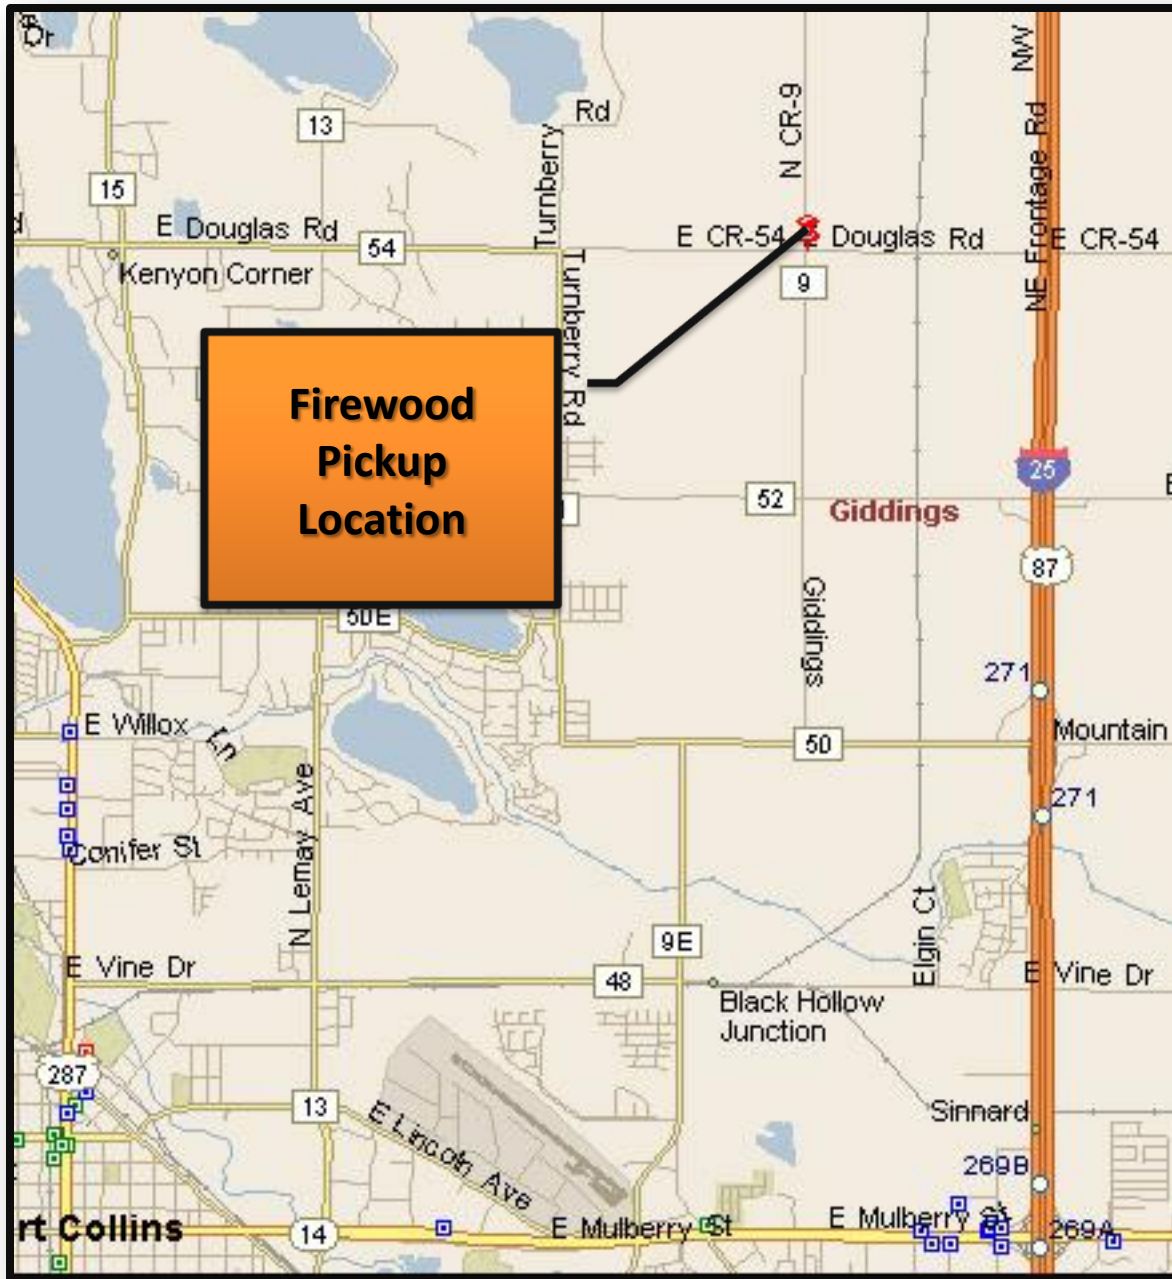 Dr
13
Rd
Turnberry
N CR-9
NW
NE Frontage Rd
15
E Douglas Rd
54
E CR-54
Douglas Rd
E CR-54
Kenyon Corner
9
Turnberry Rd
Firewood
Pickup
Location
25
52
Giddings
87
50E
Giddings
271
E Willox
Ln
50
Mountain
271
N Lemay Ave
Conifer St
Elgin Ct
9E
E Vine Dr
48
E Vine Dr
Black Hollow
Junction
287
13
E Lincoln Ave
Sinnard
269B
rt Collins
14
E Mulberry St
E Mulberry St
269A